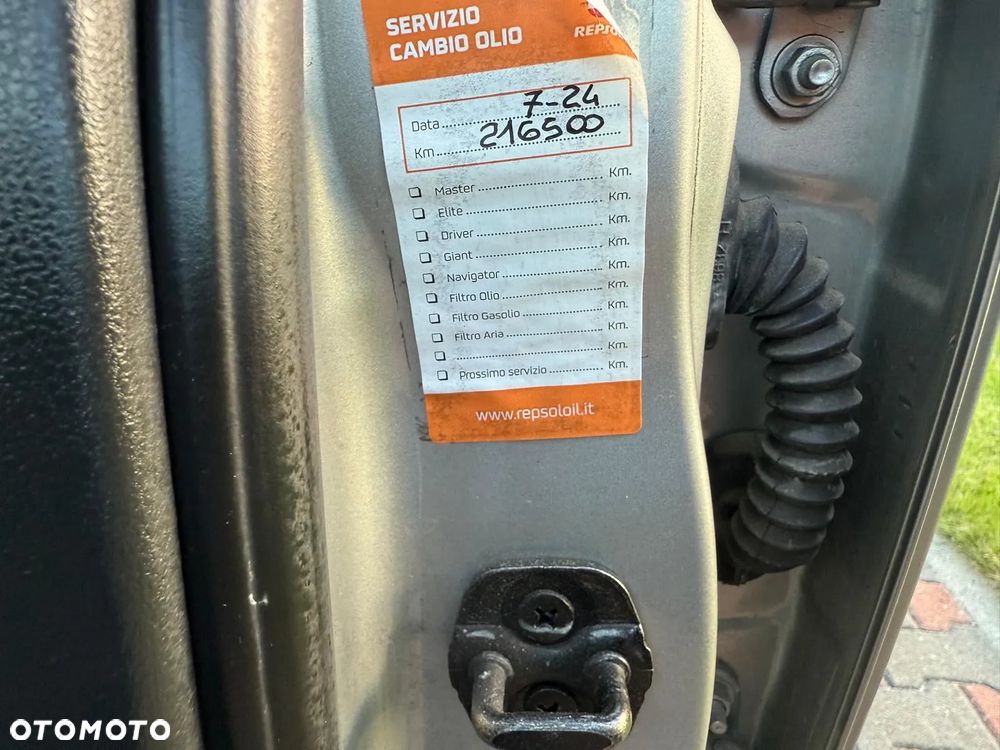 SERVIZIO
CAMBIO OLIO
Data 7-24
Km 216500
Master Km.
Elite Km.
Driver Km.
Giant Km.
Navigator Km.
Filtro Olio Km.
Filtro Gasolio Km.
Filtro Aria Km.
Km.
Prossimo servizio Km.
www.repsoloil.it
OTOMOTO